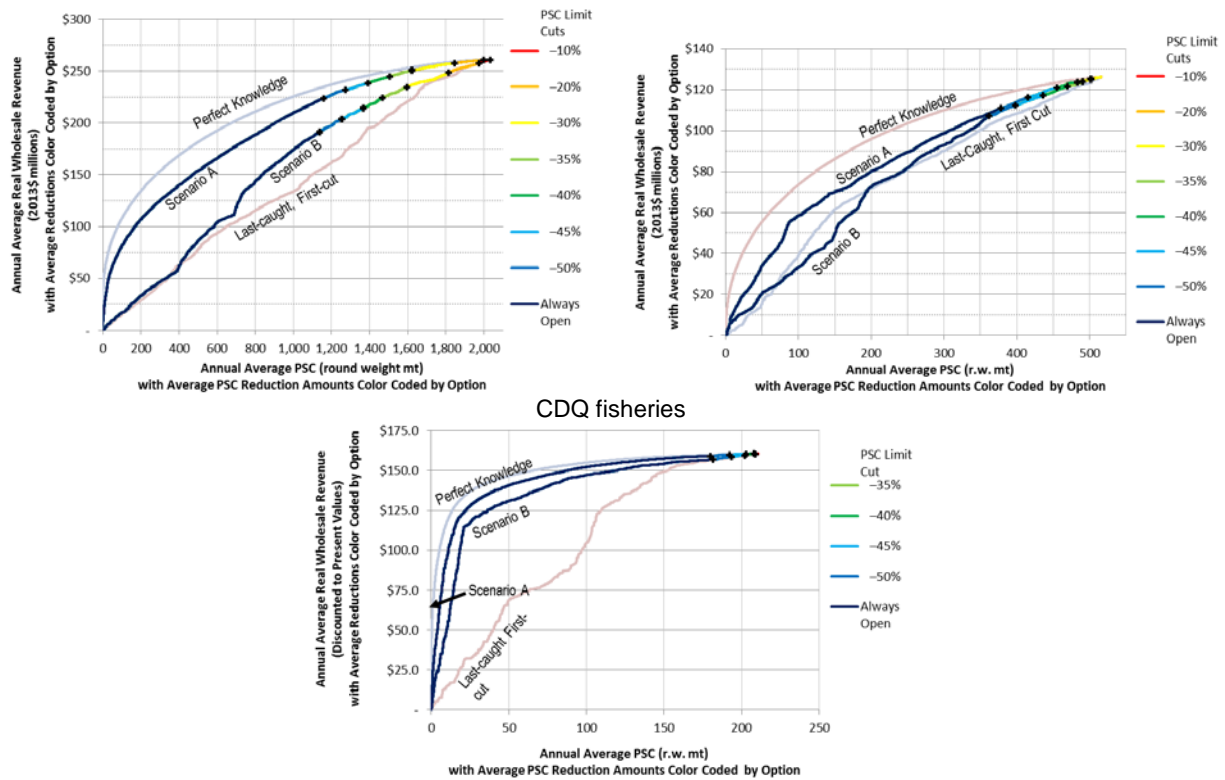 Annual Average Real Wholesale Revenue
(2013$ millions)
with Average Reductions Color Coded by Option
$300
$250
$200
$150
$100
$50
-
Perfect Knowledge
Scenario A
Scenario B
Last-caught, First-cut
0 200 400 600 800 1,000 1,200 1,400 1,600 1,800 2,000
Annual Average PSC (round weight mt)
with Average PSC Reduction Amounts Color Coded by Option
PSC Limit
Cuts
–10%
–20%
–30%
–35%
–40%
–45%
–50%
Always
Open
Annual Average Real Wholesale Revenue
(2013$ millions)
with Average Reductions Color Coded by Option
$140
$120
$100
$80
$60
$40
$20
-
Perfect Knowledge
Scenario A
Last-Caught, First Cut
Scenario B
0 100 200 300 400 500
Annual Average PSC (r.w. mt)
with Average PSC Reduction Amounts Color Coded by Option
PSC Limit
Cuts
–10%
–20%
–30%
–35%
–40%
–45%
–50%
Always
Open
CDQ fisheries
Annual Average Real Wholesale Revenue
(Discounted to Present Values)
with Average Reductions Color Coded by Option
$175.0
$150.0
$125.0
$100.0
$75.0
$50.0
$25.0
-
Perfect Knowledge
Scenario B
Scenario A
Last-caught First-
cut
0 50 100 150 200 250
Annual Average PSC (r.w. mt)
with Average PSC Reduction Amounts Color Coded by Option
PSC Limit
Cut
–35%
–40%
–45%
–50%
Always
Open